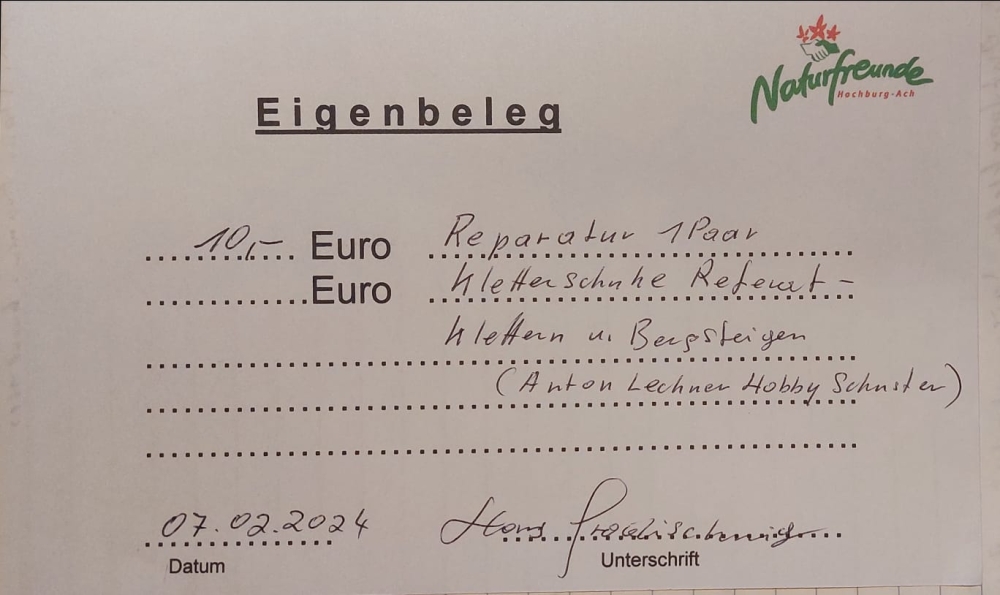 Naturfreunde
Hochburg-Ach
Eigenbeleg
10,- Euro Reparatur 1 Paar
Euro Kletterschuhe Referat -
Klettern u. Bergsteigen
(Anton Lechner Hobby Schuster)
07.02.2024 Hans
Datum Unterschrift